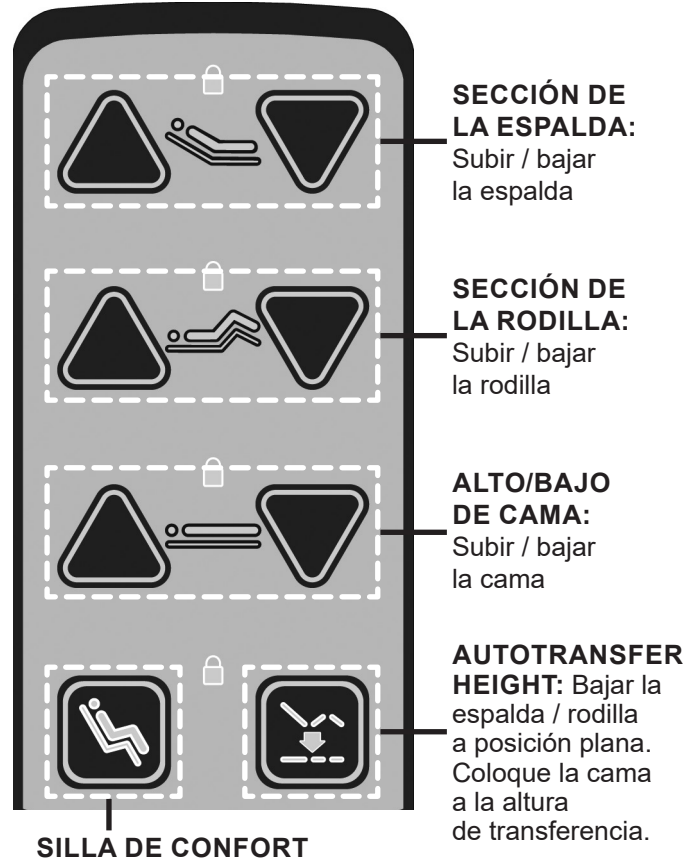 SECCIÓN DE
LA ESPALDA:
Subir / bajar
la espalda
SECCIÓN DE
LA RODILLA:
Subir / bajar
la rodilla
ALTO/BAJO
DE CAMA:
Subir / bajar
la cama
AUTOTRANSFER
HEIGHT: Bajar la
espalda / rodilla
a posición plana.
Coloque la cama
a la altura
de transferencia.
SILLA DE CONFORT